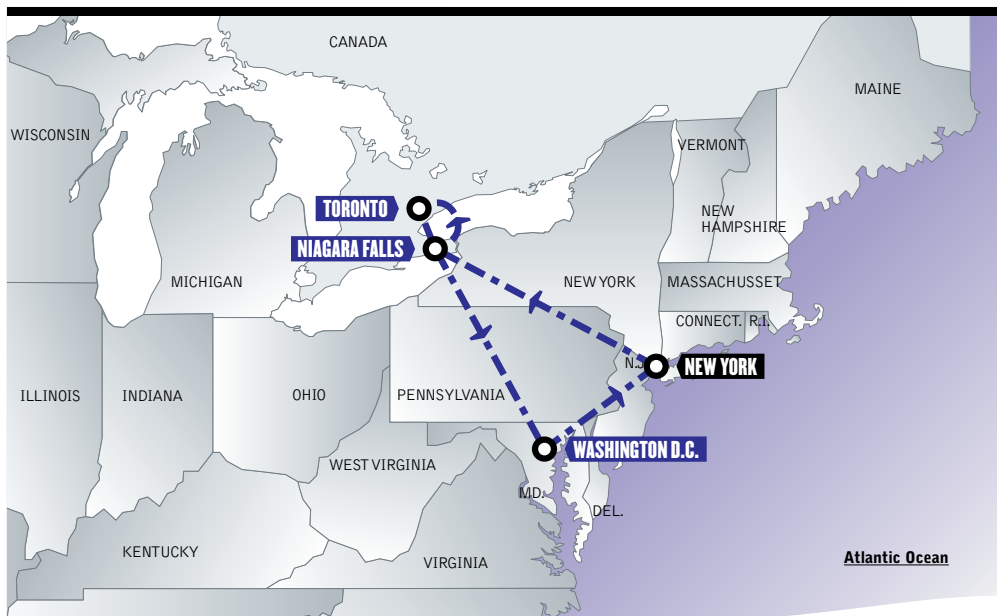 CANADA
MAINE
WISCONSIN
VERMONT
TORONTO
NEW
HAMPSHIRE
NIAGARA FALLS
MICHIGAN
NEW YORK
MASSACHUSSET
CONNECT. R.I.
N.J.
NEW YORK
ILLINOIS
INDIANA
OHIO
PENNSYLVANIA
WASHINGTON D.C.
WEST VIRGINIA
MD.
DEL.
KENTUCKY
VIRGINIA
Atlantic Ocean